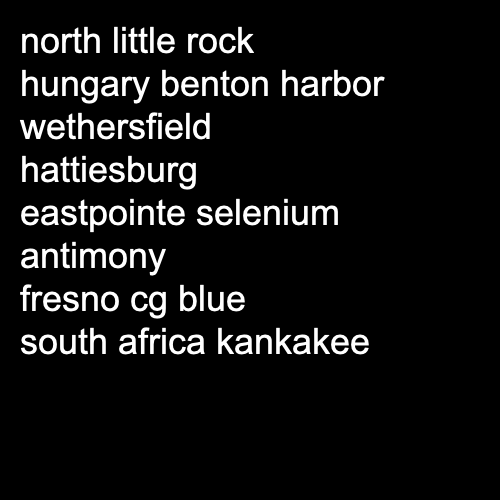 north little rock
hungary benton harbor
wethersfield
hattiesburg
eastpointe selenium
antimony
fresno cg blue
south africa kankakee